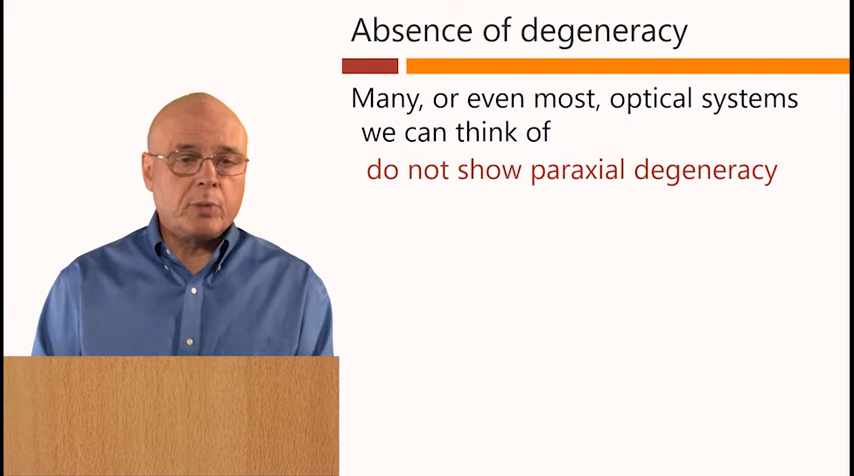 Absence of degeneracy
Many, or even most, optical systems
we can think of
do not show paraxial degeneracy